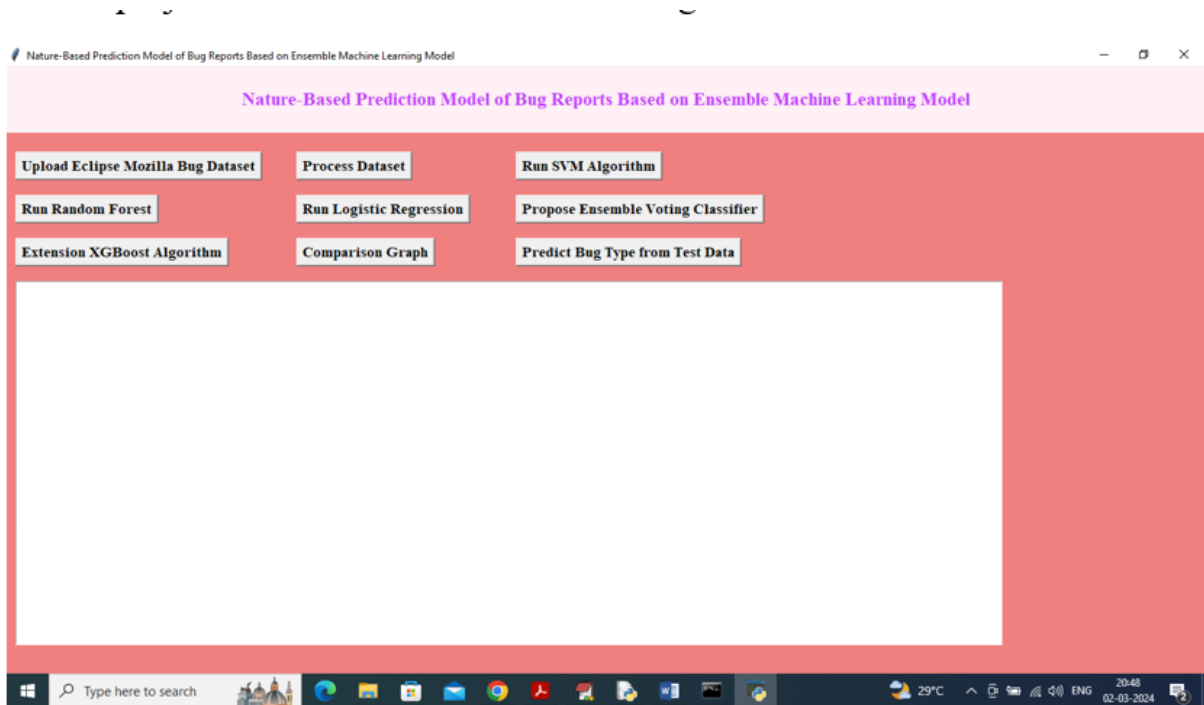 Nature-Based Prediction Model of Bug Reports Based on Ensemble Machine Learning Model
Nature-Based Prediction Model of Bug Reports Based on Ensemble Machine Learning Model
Upload Eclipse Mozilla Bug Dataset Process Dataset Run SVM Algorithm
Run Random Forest Run Logistic Regression Propose Ensemble Voting Classifier
Extension XGBoost Algorithm Comparison Graph Predict Bug Type from Test Data
Type here to search 29°C ENG 20:48
02-03-2024 2